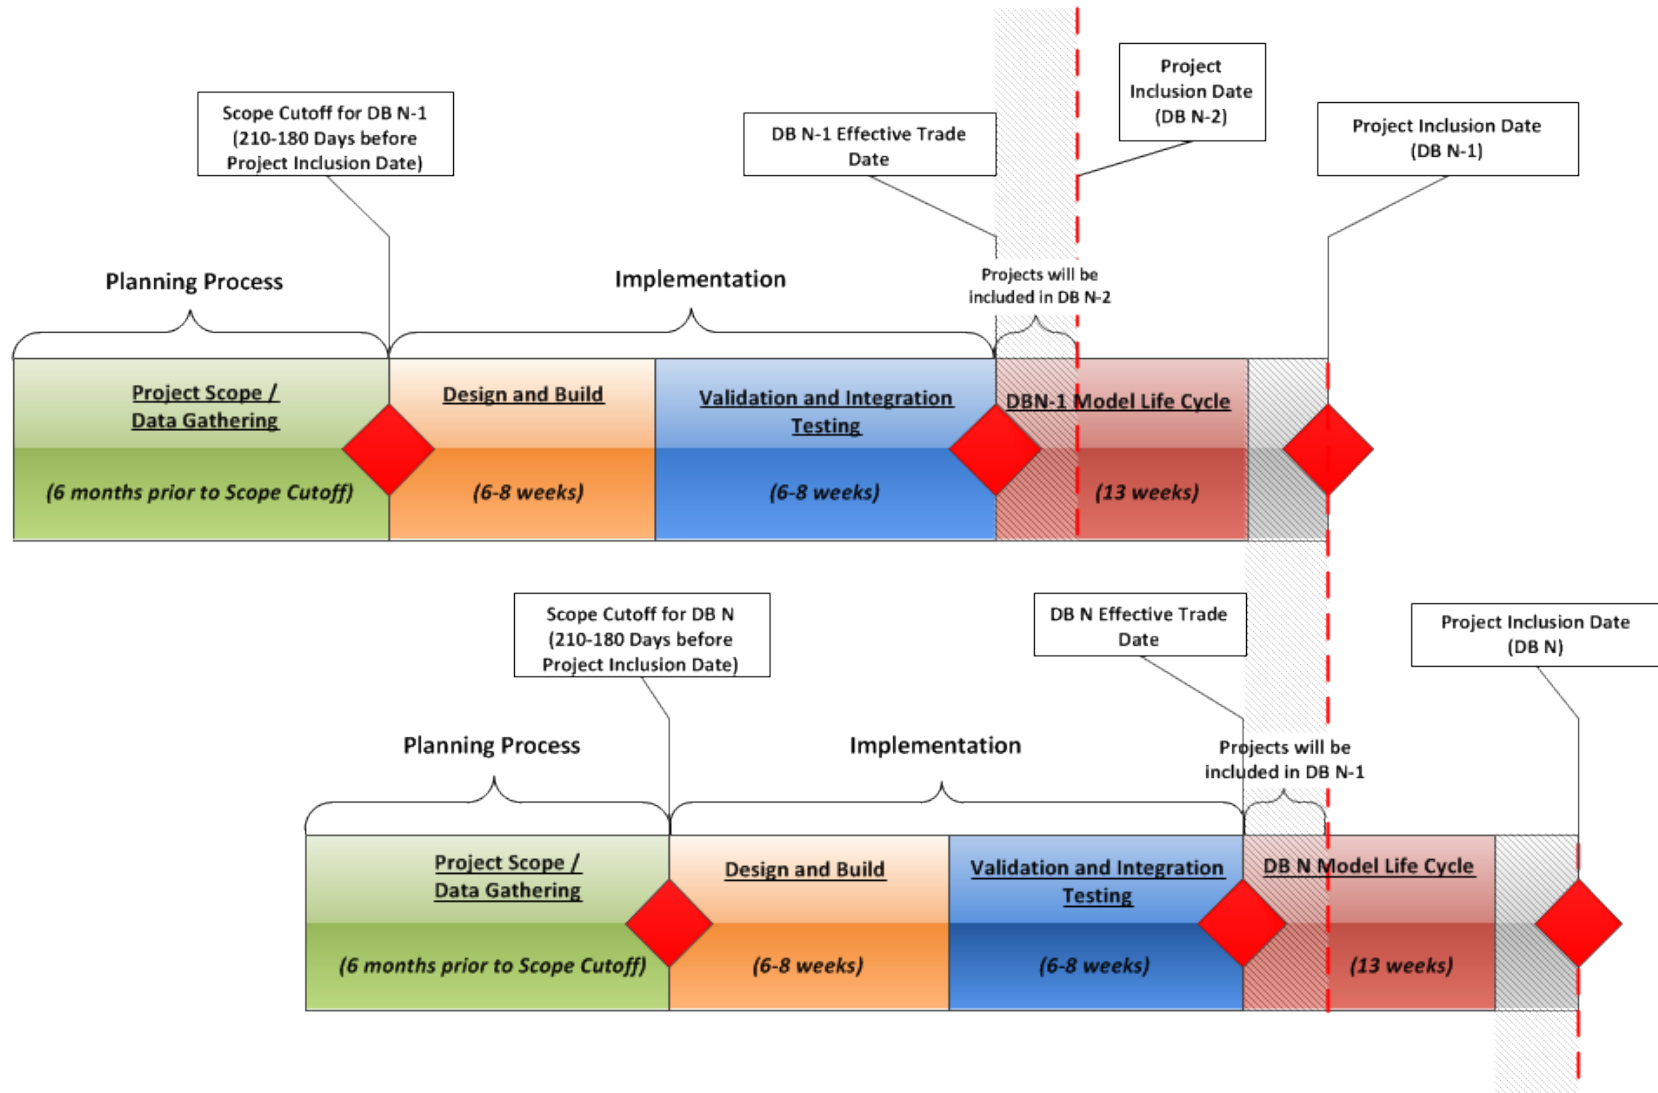 Project
Inclusion Date
(DB N-2)
Scope Cutoff for DB N-1
(210-180 Days before
Project Inclusion Date)
DB N-1 Effective Trade
Date
Project Inclusion Date
(DB N-1)
Planning Process
Implementation
Projects will be
included in DB N-2
Project Scope /
Data Gathering
(6 months prior to Scope Cutoff)
Design and Build
(6-8 weeks)
Validation and Integration
Testing
(6-8 weeks)
DBN-1 Model Life Cycle
(13 weeks)
Scope Cutoff for DB N
(210-180 Days before
Project Inclusion Date)
DB N Effective Trade
Date
Project Inclusion Date
(DB N)
Planning Process
Implementation
Projects will be
included in DB N-1
Project Scope /
Data Gathering
(6 months prior to Scope Cutoff)
Design and Build
(6-8 weeks)
Validation and Integration
Testing
(6-8 weeks)
DB N Model Life Cycle
(13 weeks)